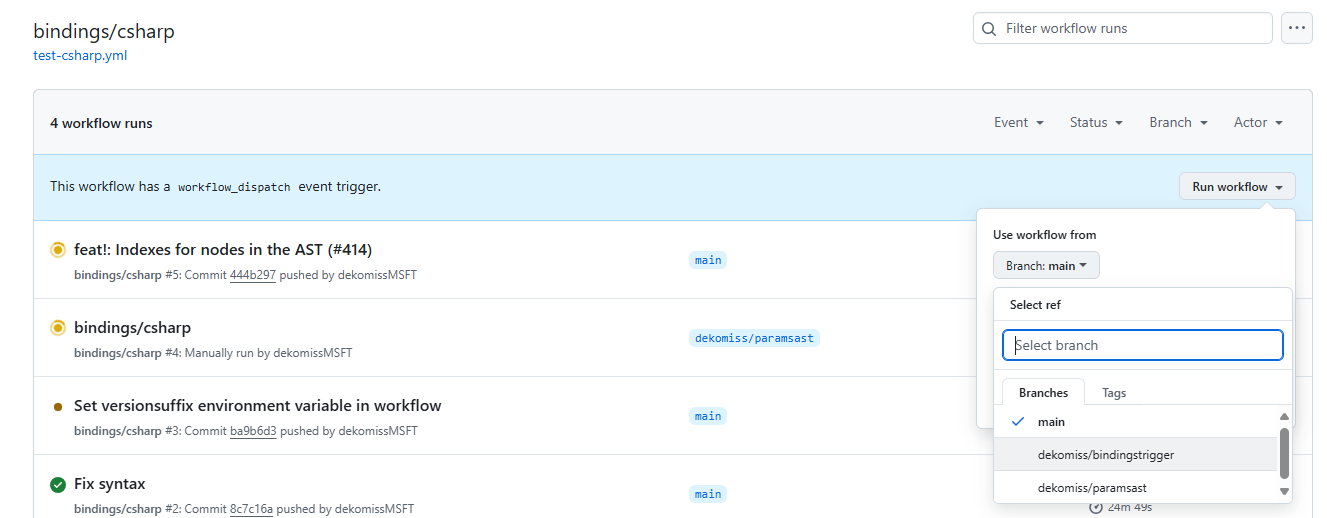 bindings/csharp
test-csharp.yml
Filter workflow runs
4 workflow runs
Event
Status
Branch
Actor
This workflow has a workflow_dispatch event trigger.
Run workflow
feat!: Indexes for nodes in the AST (#414)
bindings/csharp #5: Commit 444b297 pushed by dekomissMSFT
main
bindings/csharp
bindings/csharp #4: Manually run by dekomissMSFT
dekomiss/paramsast
Set versionsuffix environment variable in workflow
bindings/csharp #3: Commit ba9b6d3 pushed by dekomissMSFT
main
Fix syntax
bindings/csharp #2: Commit 8c7c16a pushed by dekomissMSFT
main
24m 49s
Use workflow from
Branch: main
Select ref
Select branch
Branches
Tags
main
dekomiss/bindingstrigger
dekomiss/paramsast